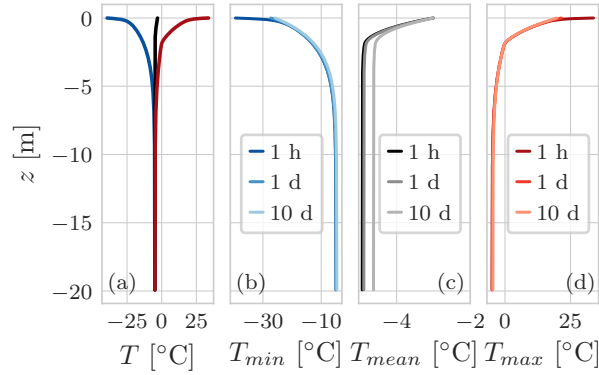 0
−5
−10
−15
−20
z [m]
(a) (b) (c) (d)
1 h
1 d
10 d
1 h
1 d
10 d
1 h
1 d
10 d
−25 0 25
−30 −10
−4 −2
0 25
T [°C]
T_min [°C]
T_mean [°C]
T_max [°C]